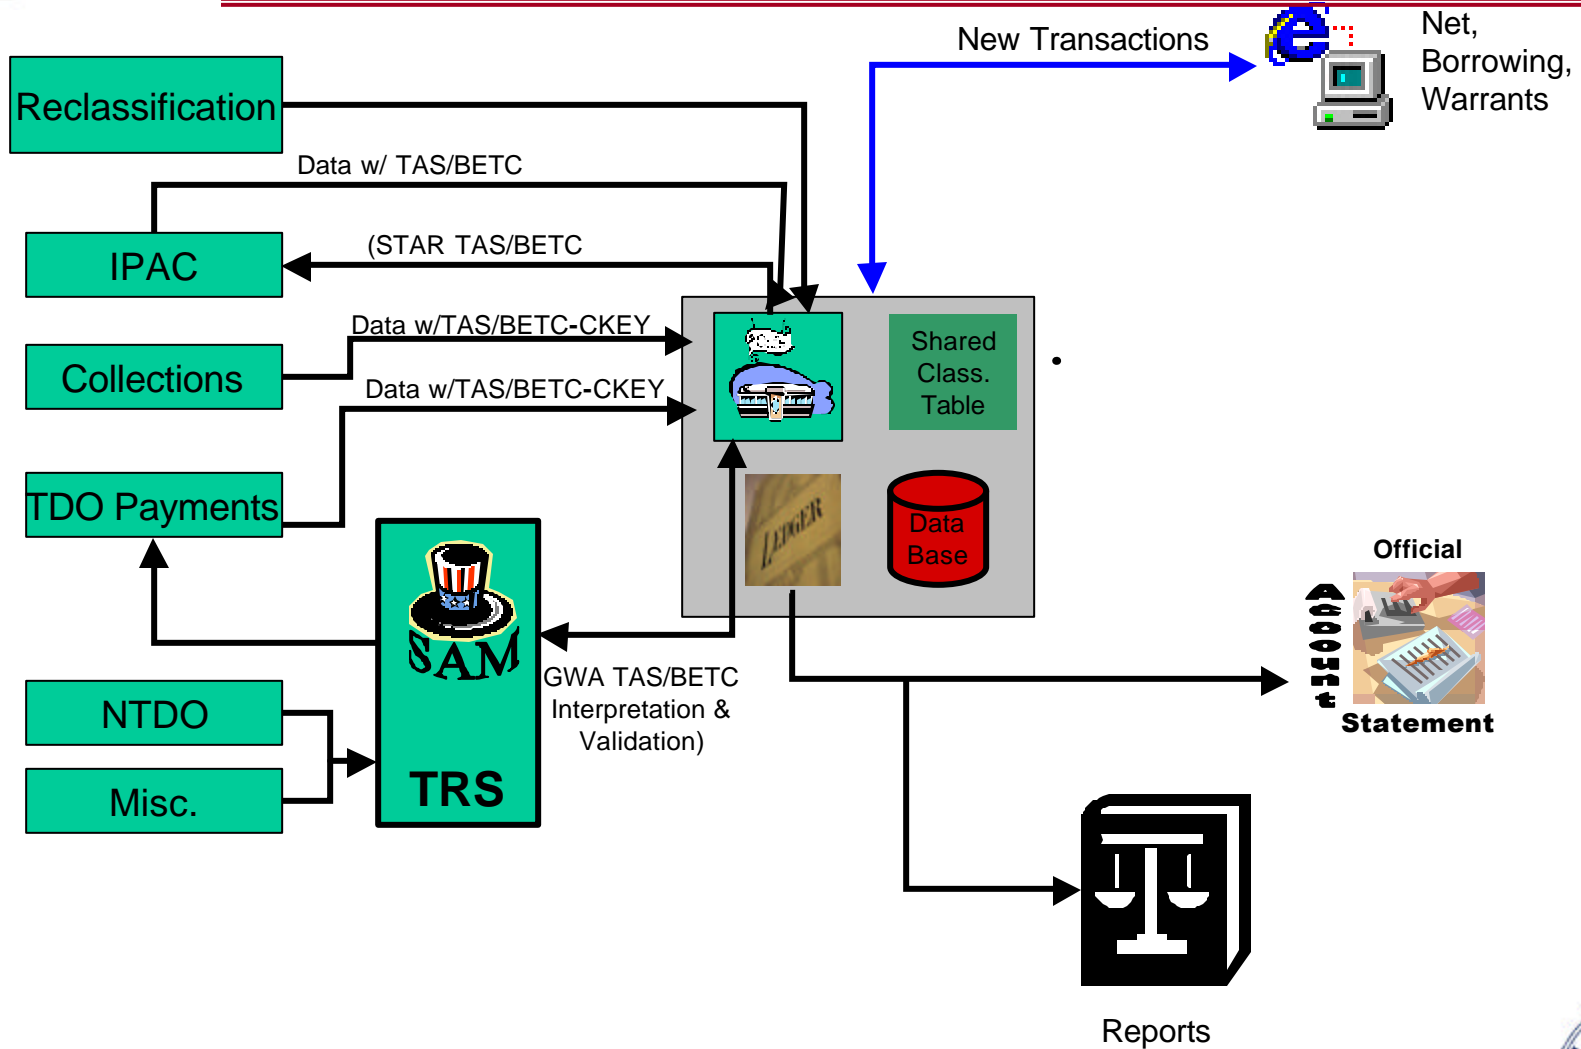 New Transactions
Net,
Borrowing,
Warrants
Reclassification
Data w/ TAS/BETC
IPAC
(STAR TAS/BETC
Data w/TAS/BETC-CKEY
Collections
Data w/TAS/BETC-CKEY
Shared
Class.
Table
TDO Payments
LEDGER
Data
Base
SAM
TRS
GWA TAS/BETC
Interpretation &
Validation)
NTDO
Misc.
Official
Account
Statement
Reports